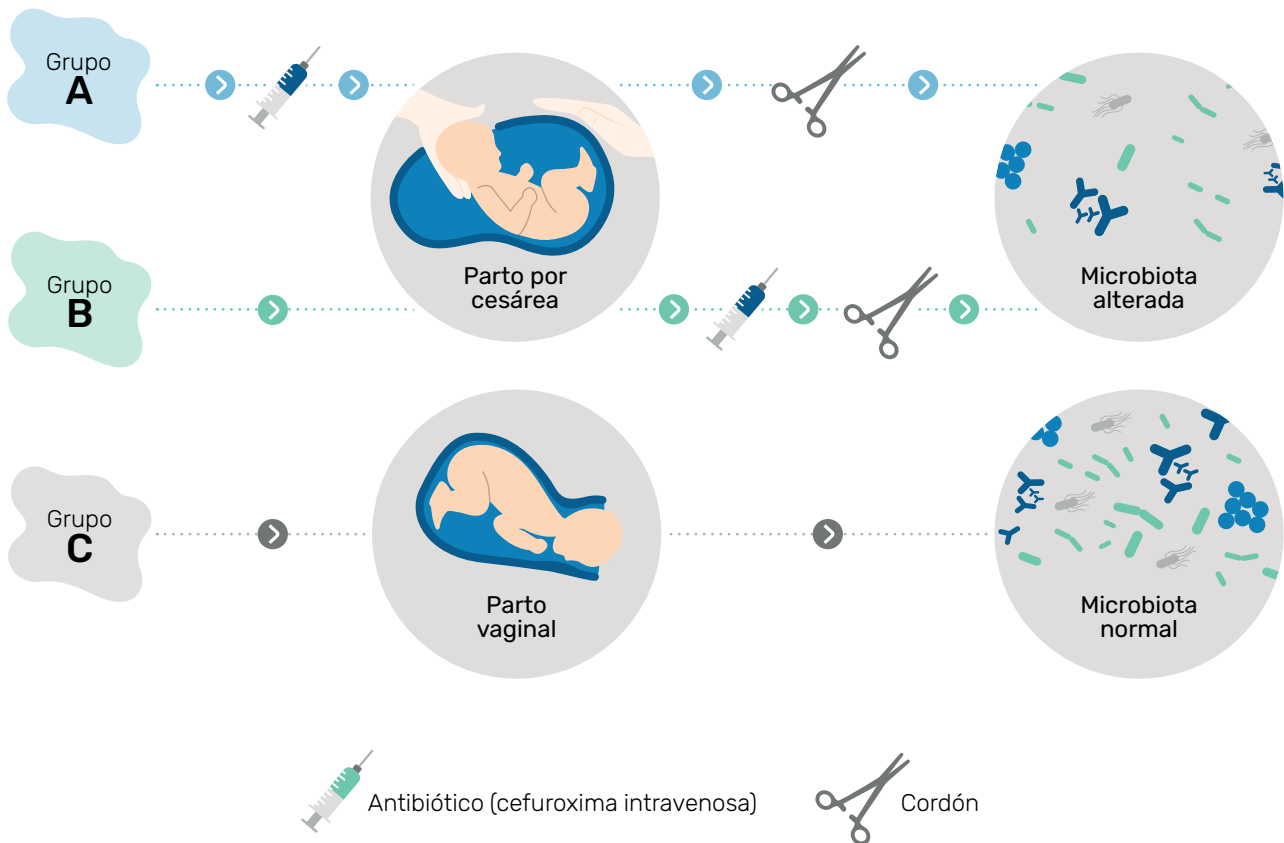 Grupo
A
Parto por
cesárea
Microbiota
alterada
Grupo
B
Grupo
C
Parto
vaginal
Microbiota
normal
Antibiótico (cefuroxima intravenosa)
Cordón